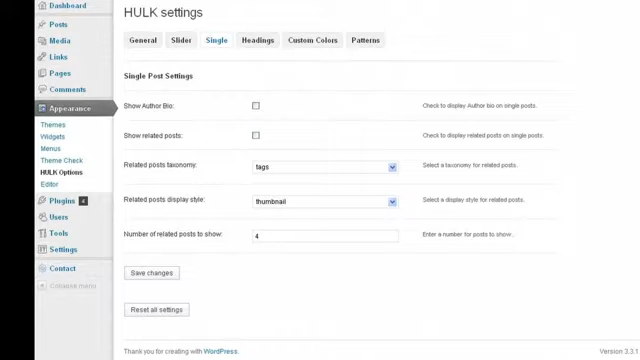 Dashboard
HULK settings
Posts
Media
Links
Pages
Comments
Appearance
Themes
Widgets
Menus
Theme Check
HULK Options
Editor
Plugins 4
Users
Tools
Settings
Contact
Collapse menu
General Slider Single Headings Custom Colors Patterns
Single Post Settings
Show Author Bio: Check to display Author bio on single posts.
Show related posts: Check to display related posts on single posts.
Related posts taxonomy: tags Select a taxonomy for related posts.
Related posts display style: thumbnail Select a display style for related posts.
Number of related posts to show: 4 Enter a number for posts to show..
Save changes
Reset all settings
Thank you for creating with WordPress. Version 3.3.1